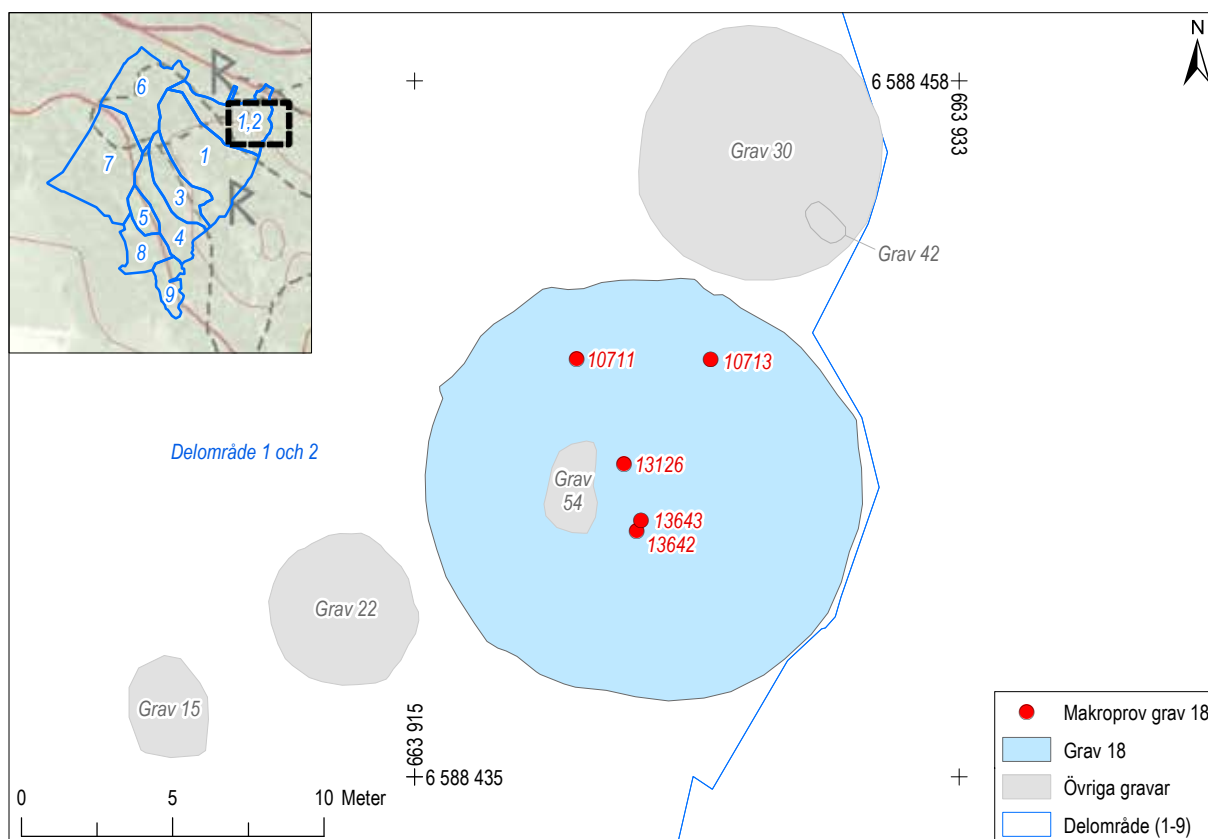 6
1,2
1
7
3
5
4
8
9
R
R
N
6 588 458
663 933
Grav 30
Grav 42
10711
10713
Delområde 1 och 2
13126
Grav
54
13643
13642
Grav 22
Grav 15
663 915
6 588 435
0
5
10 Meter
Makroprov grav 18
Grav 18
Övriga gravar
Delområde (1-9)